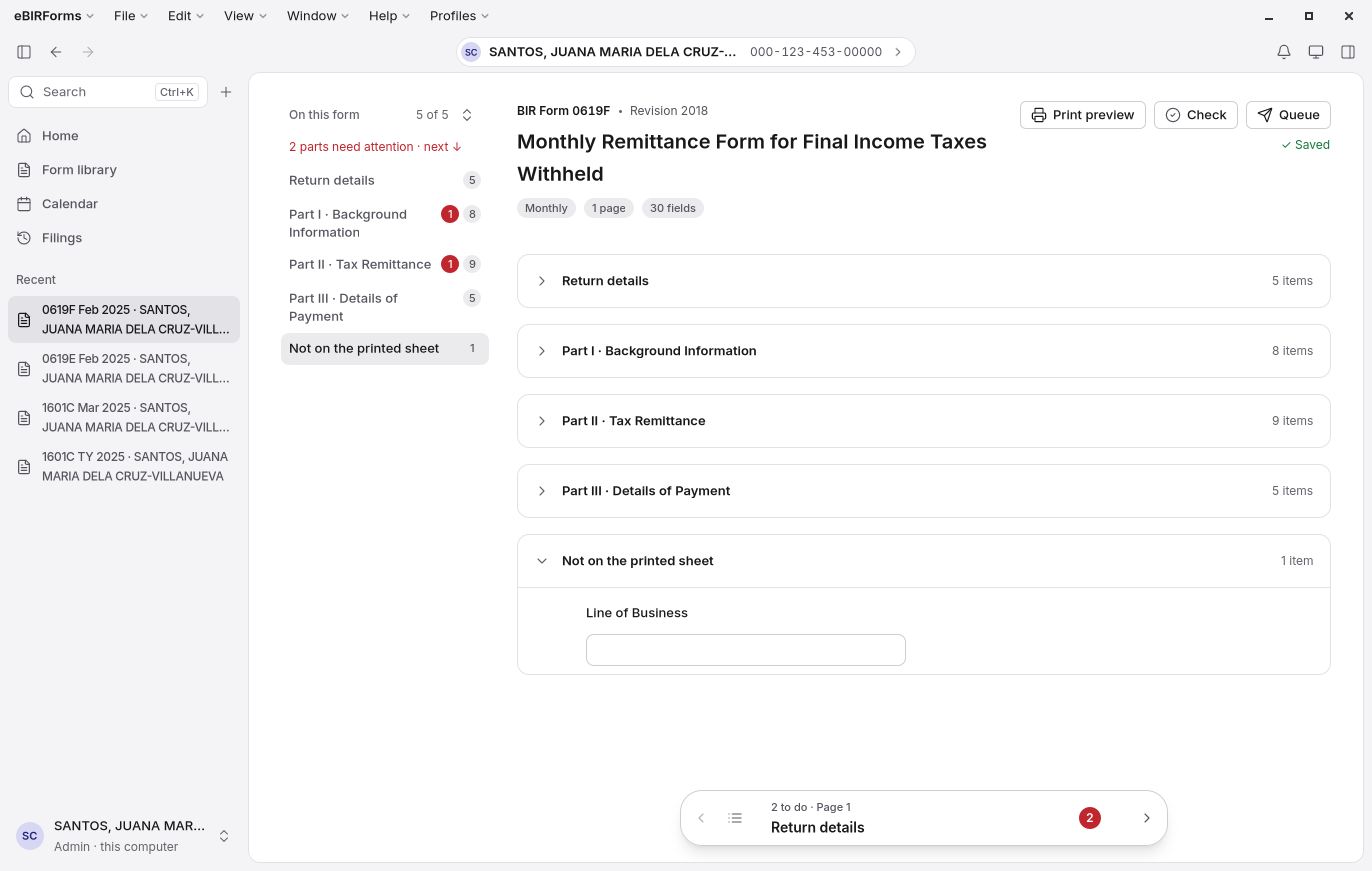 eBIRForms File Edit View Window Help Profiles
SC SANTOS, JUANA MARIA DELA CRUZ-... 000-123-453-00000
Search Ctrl+K
Home
Form library
Calendar
Filings
Recent
0619F Feb 2025 · SANTOS,
JUANA MARIA DELA CRUZ-VILL...
0619E Feb 2025 · SANTOS,
JUANA MARIA DELA CRUZ-VILL...
1601C Mar 2025 · SANTOS,
JUANA MARIA DELA CRUZ-VILL...
1601C TY 2025 · SANTOS, JUANA
MARIA DELA CRUZ-VILLANUEVA
SC SANTOS, JUANA MAR...
Admin · this computer
On this form 5 of 5
2 parts need attention · next ↓
Return details 5
Part I · Background
Information 1 8
Part II · Tax Remittance 1 9
Part III · Details of
Payment 5
Not on the printed sheet 1
BIR Form 0619F • Revision 2018
Monthly Remittance Form for Final Income Taxes
Withheld
Monthly 1 page 30 fields
Print preview Check Queue
✓ Saved
Return details 5 items
Part I · Background Information 8 items
Part II · Tax Remittance 9 items
Part III · Details of Payment 5 items
Not on the printed sheet 1 item
Line of Business
2 to do · Page 1
Return details 2